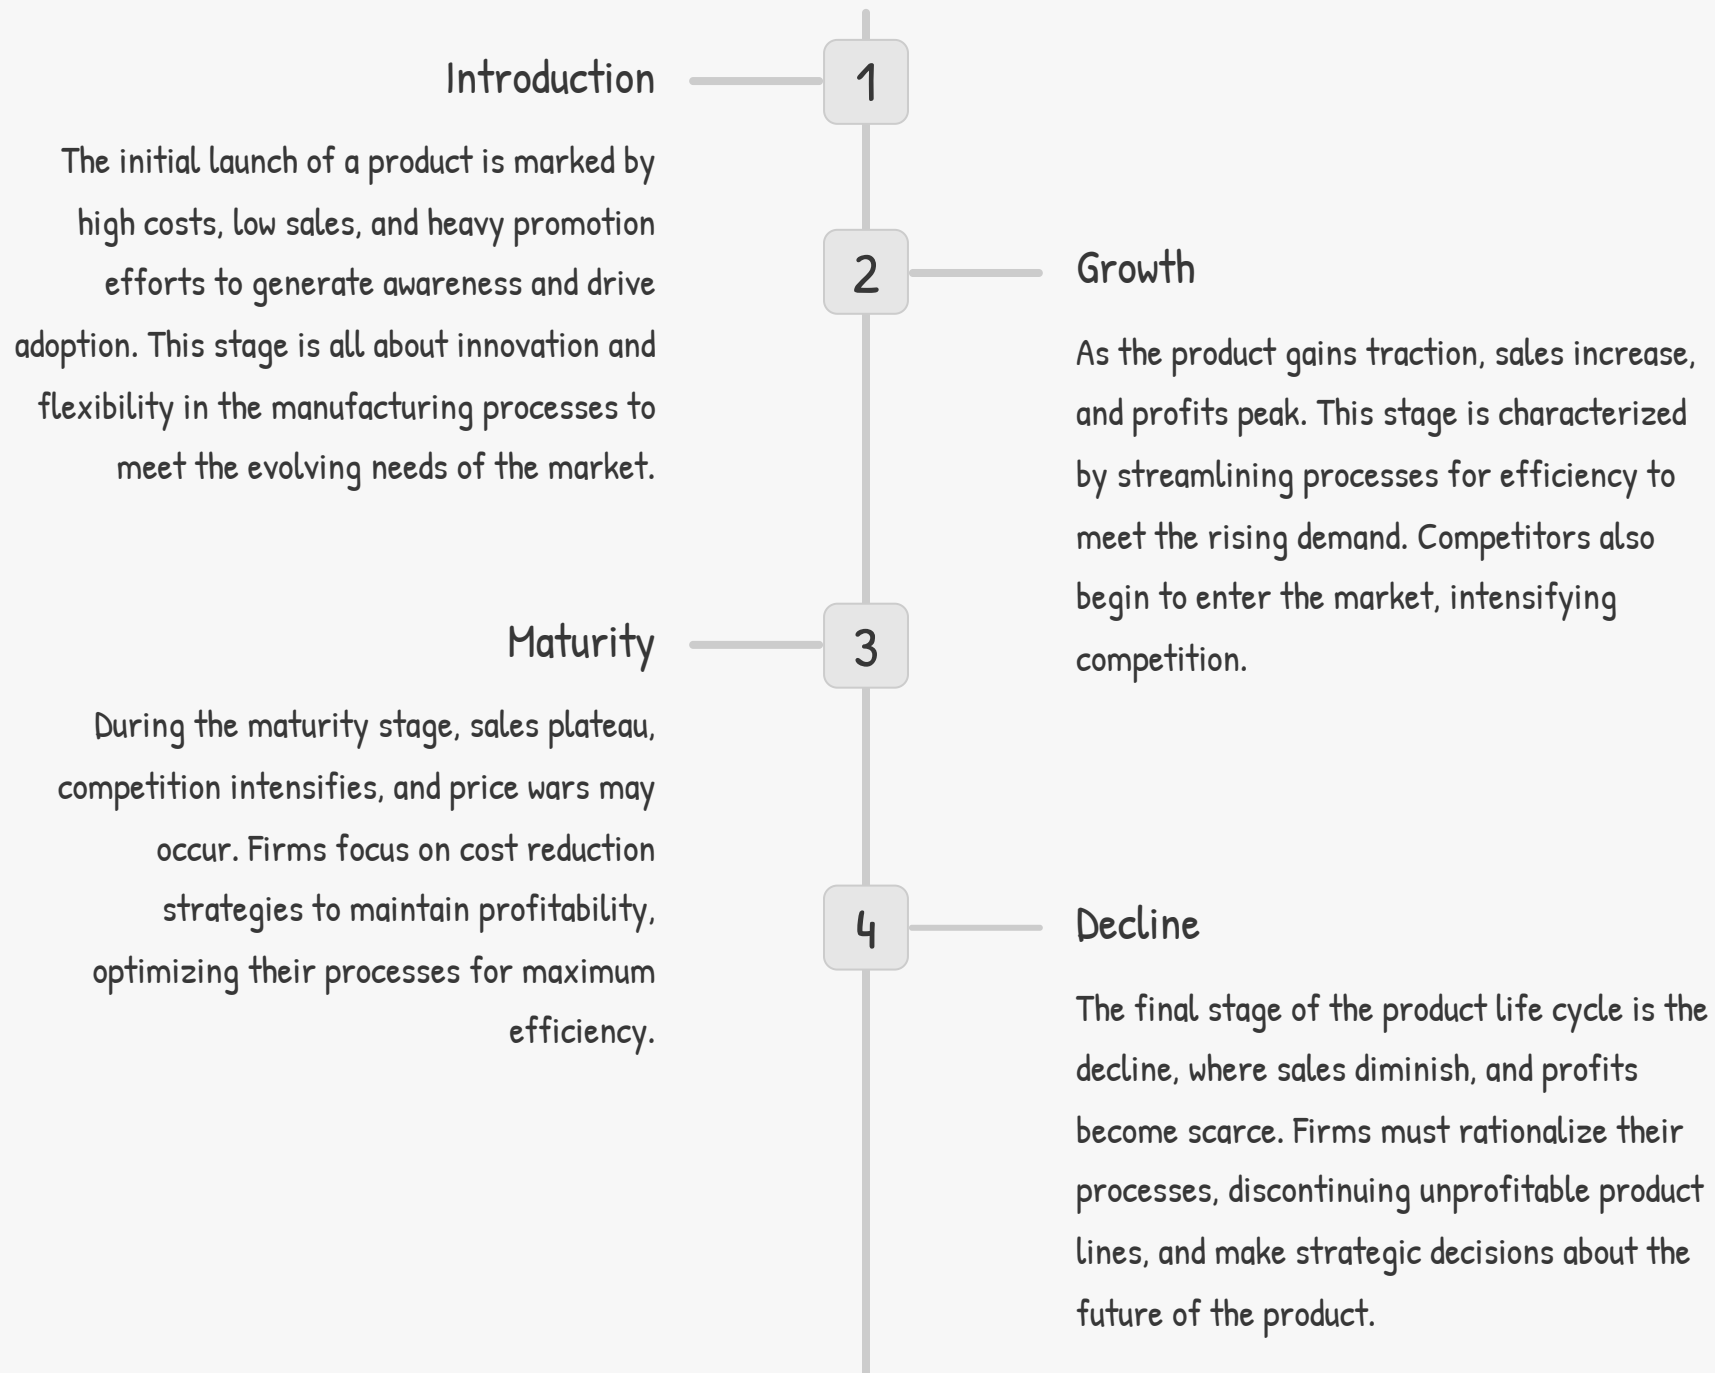 1
Introduction
The initial launch of a product is marked by
high costs, low sales, and heavy promotion
efforts to generate awareness and drive
adoption. This stage is all about innovation and
flexibility in the manufacturing processes to
meet the evolving needs of the market.
2
Growth
As the product gains traction, sales increase,
and profits peak. This stage is characterized
by streamlining processes for efficiency to
meet the rising demand. Competitors also
begin to enter the market, intensifying
competition.
3
Maturity
During the maturity stage, sales plateau,
competition intensifies, and price wars may
occur. Firms focus on cost reduction
strategies to maintain profitability,
optimizing their processes for maximum
efficiency.
4
Decline
The final stage of the product life cycle is the
decline, where sales diminish, and profits
become scarce. Firms must rationalize their
processes, discontinuing unprofitable product
lines, and make strategic decisions about the
future of the product.